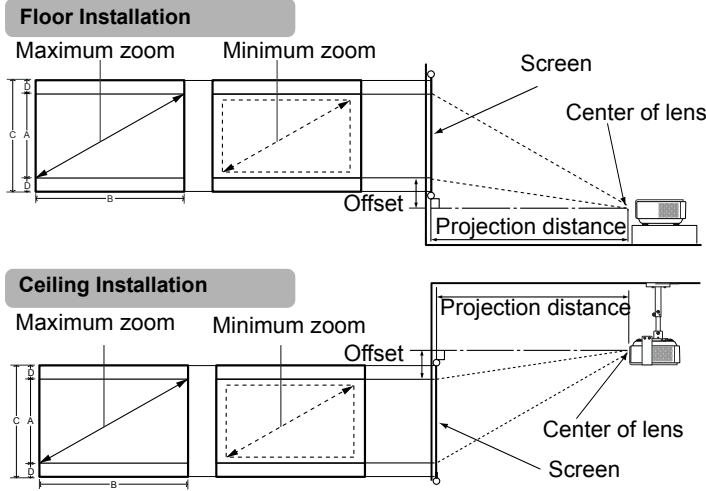 Floor Installation
Maximum zoom
Minimum zoom
Screen
Center of lens
D
C
A
D
B
Offset
Projection distance
Ceiling Installation
Maximum zoom
Minimum zoom
Projection distance
Offset
D
C
A
D
B
Center of lens
Screen